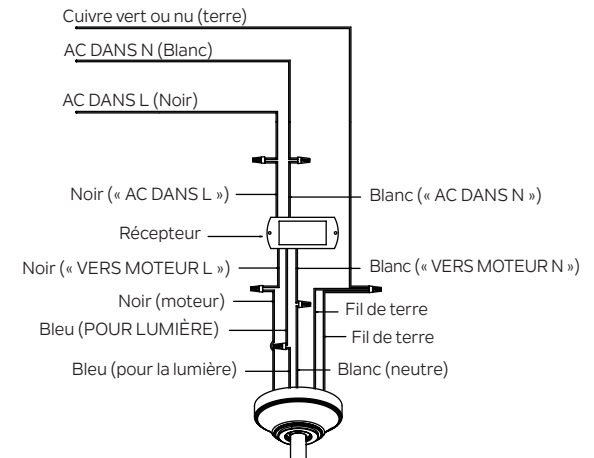 Cuivre vert ou nu (terre)
AC DANS N (Blanc)
AC DANS L (Noir)
Noir (« AC DANS L »)
Blanc (« AC DANS N »)
Récepteur
Noir (« VERS MOTEUR L »)
Blanc (« VERS MOTEUR N »)
Noir (moteur)
Fil de terre
Bleu (POUR LUMIÈRE)
Fil de terre
Bleu (pour la lumière)
Blanc (neutre)